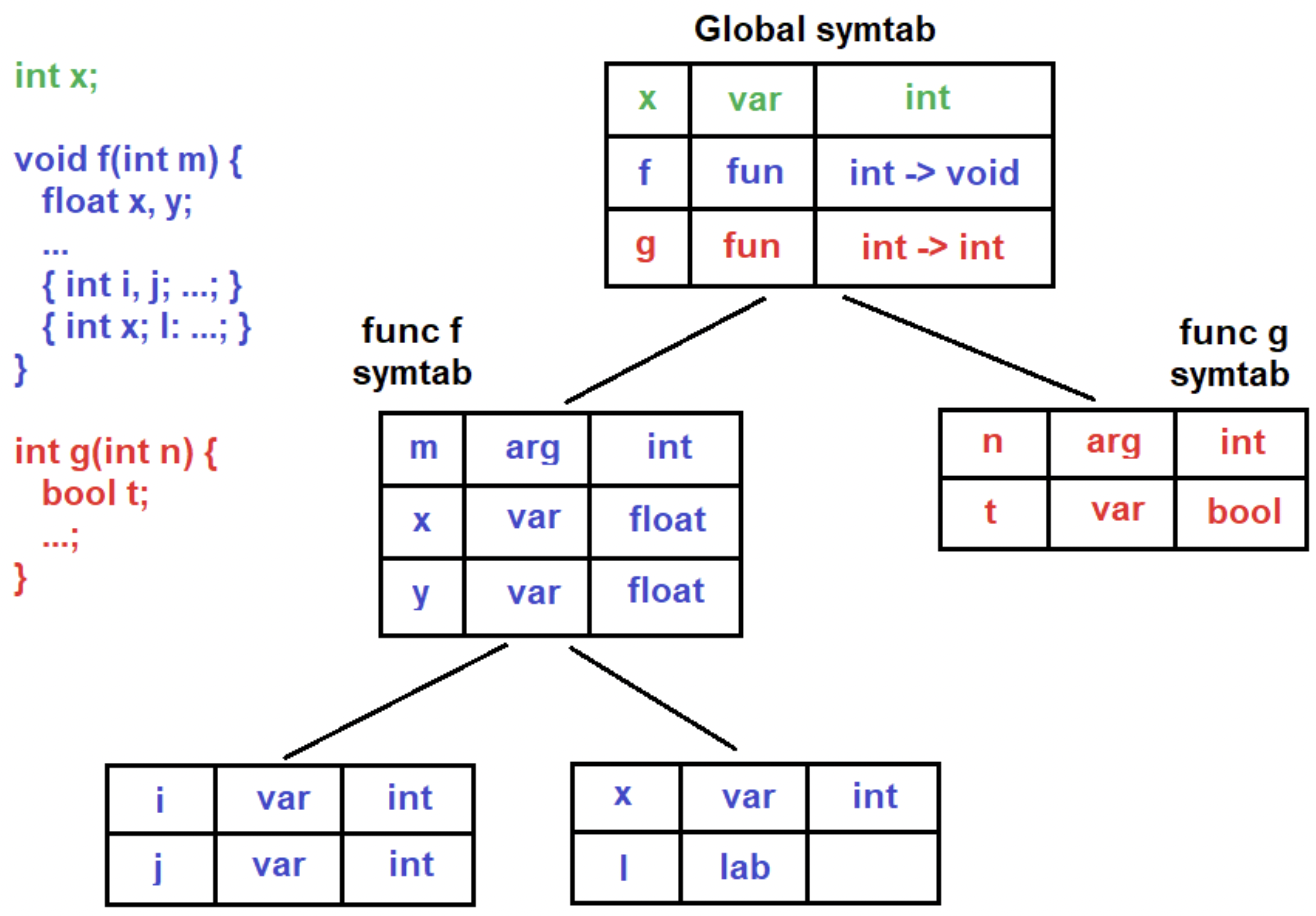 Global symtab
int x;
void f(int m) {
float x, y;
...
{ int i, j; ...; }
{ int x; l: ...; }
}
int g(int n) {
bool t;
...;
}
x var int
f fun int -> void
g fun int -> int
func f
symtab
m arg int
x var float
y var float
func g
symtab
n arg int
t var bool
i var int
j var int
x var int
l lab